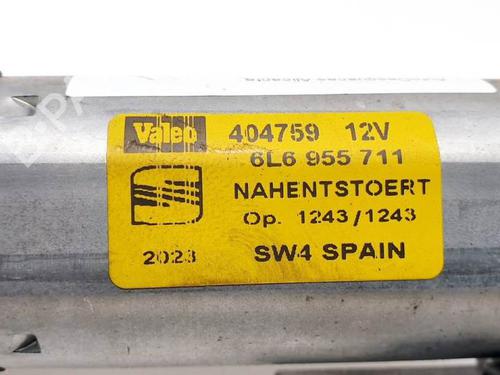 Valeo 404759 12V
6L6 955 711
NAHENTSTOERT
Op. 1243/1243
2023 SW4 SPAIN